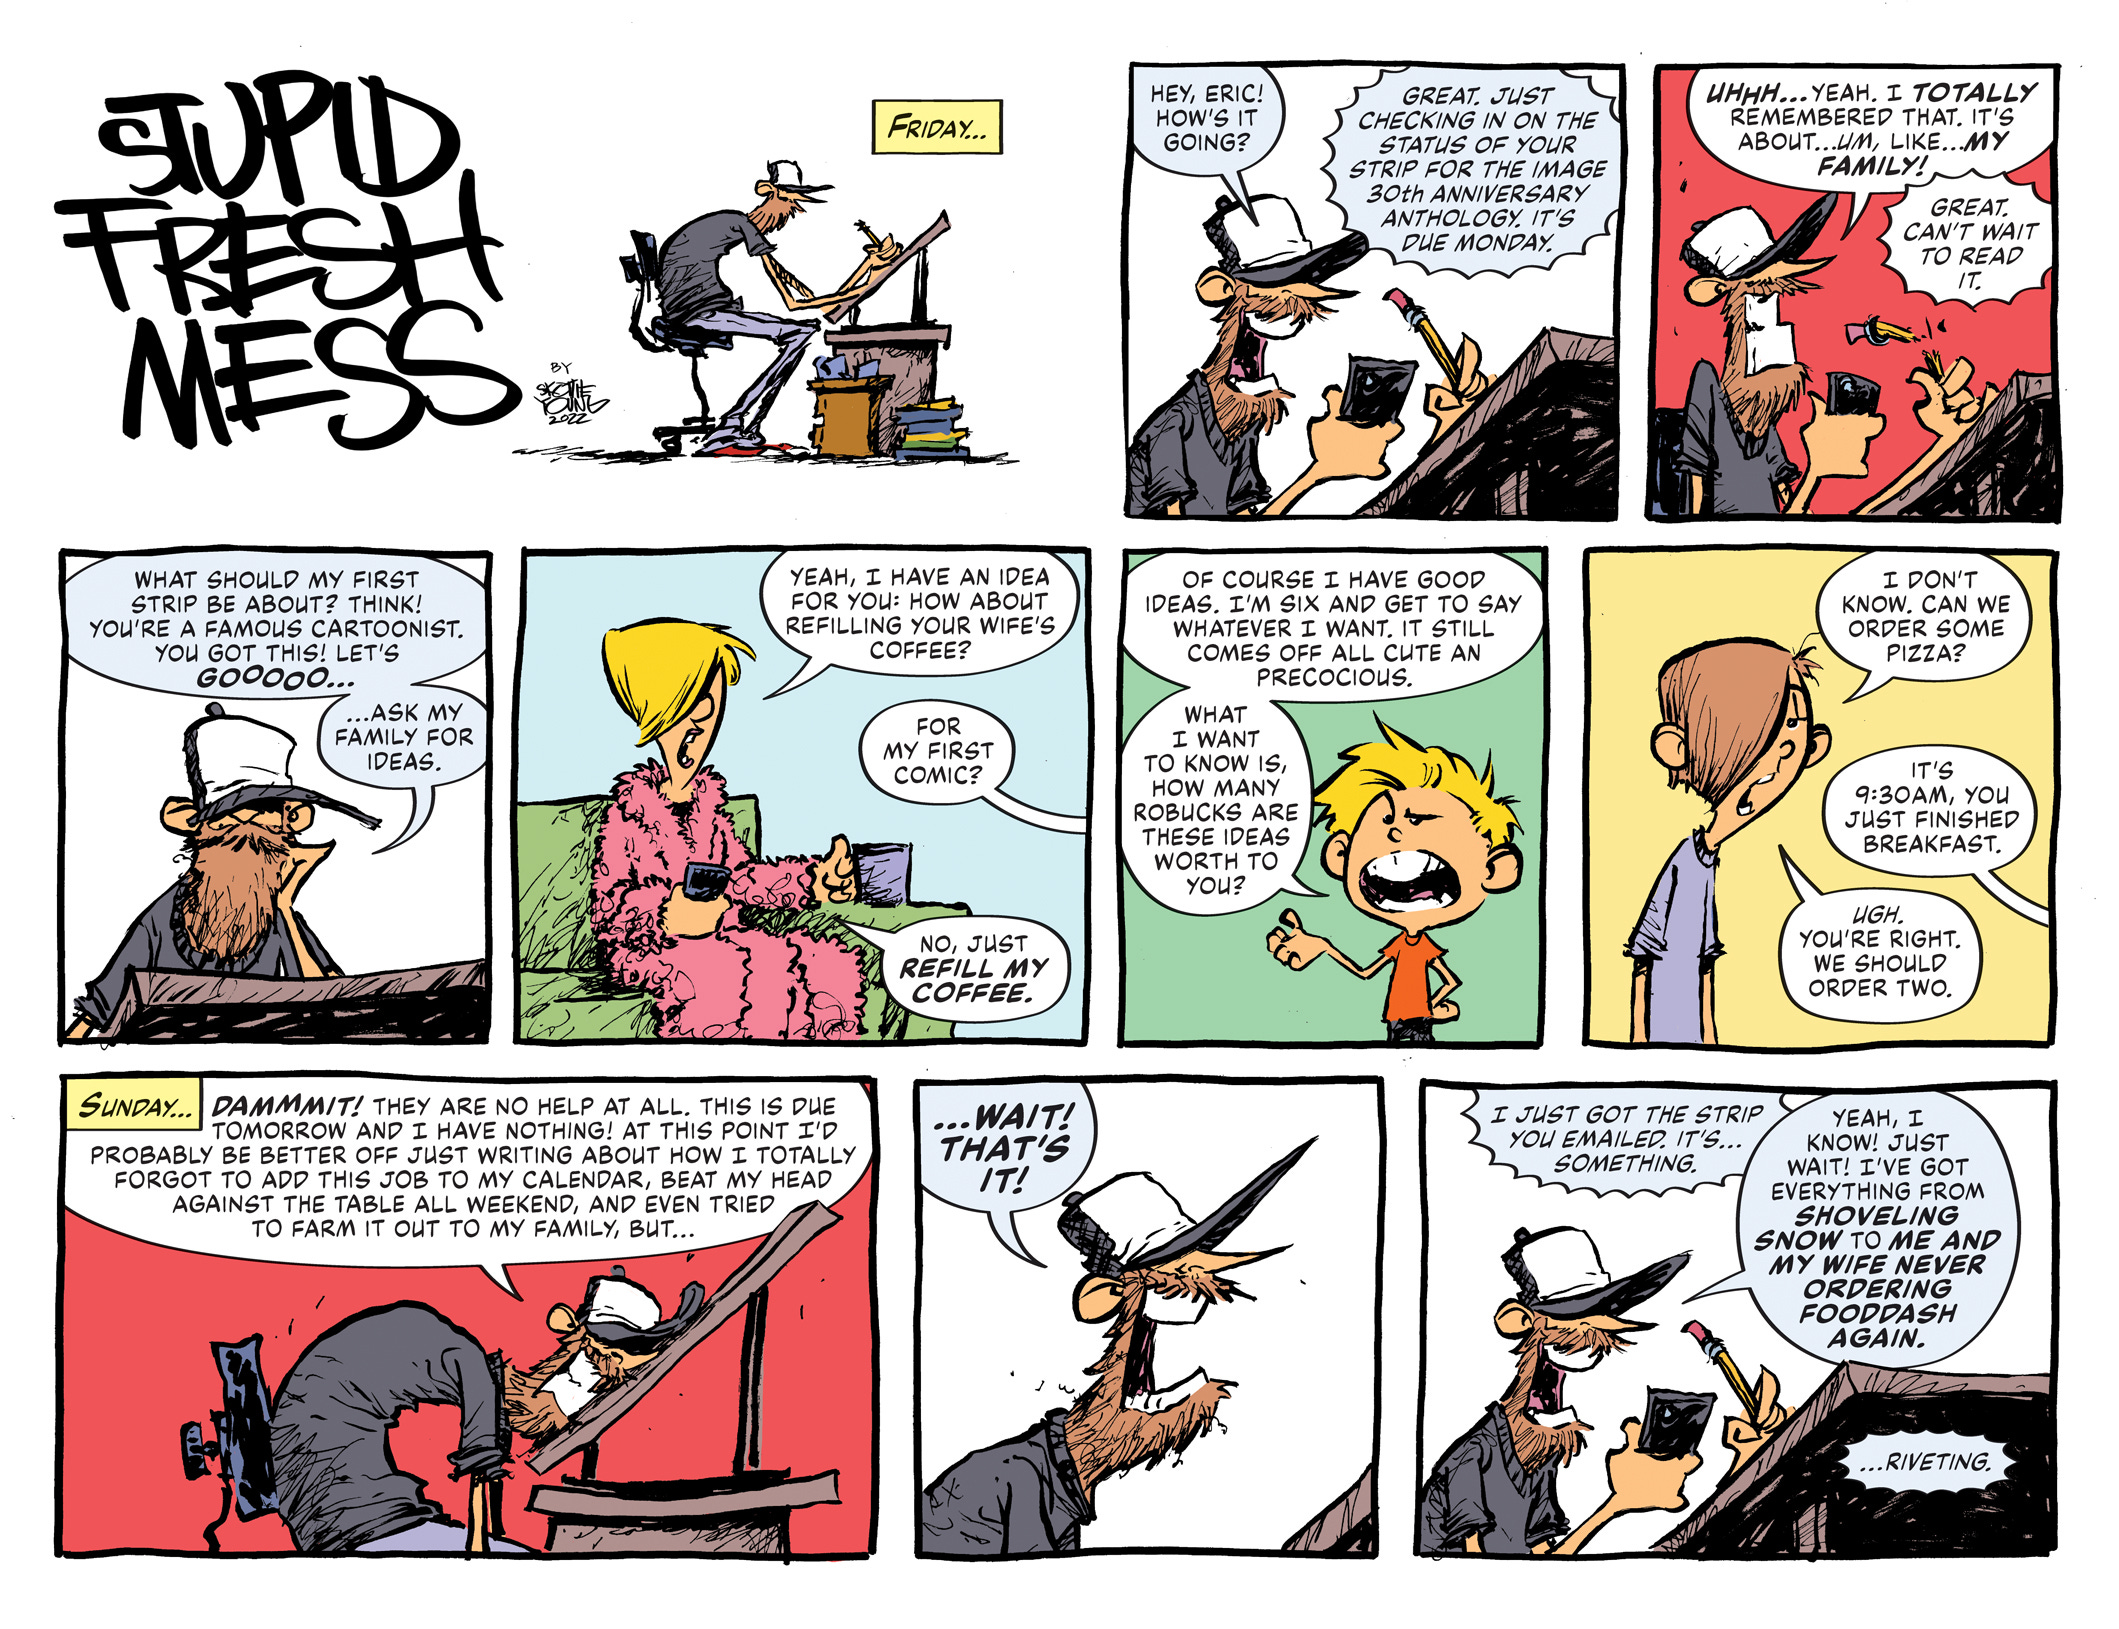 STUPID
FRESH
MESS
BY
SKOTTIE
YOUNG
2022
FRIDAY...
HEY, ERIC!
HOW'S IT
GOING?
GREAT. JUST
CHECKING IN ON THE
STATUS OF YOUR
STRIP FOR THE IMAGE
30th ANNIVERSARY
ANTHOLOGY. IT'S
DUE MONDAY.
UHHH...YEAH. I TOTALLY
REMEMBERED THAT. IT'S
ABOUT...UM, LIKE...MY
FAMILY!
GREAT.
CAN'T WAIT
TO READ
IT.
WHAT SHOULD MY FIRST
STRIP BE ABOUT? THINK!
YOU'RE A FAMOUS CARTOONIST.
YOU GOT THIS! LET'S
GOOOOO...
...ASK MY
FAMILY FOR
IDEAS.
YEAH, I HAVE AN IDEA
FOR YOU: HOW ABOUT
REFILLING YOUR WIFE'S
COFFEE?
FOR
MY FIRST
COMIC?
NO, JUST
REFILL MY
COFFEE.
OF COURSE I HAVE GOOD
IDEAS. I'M SIX AND GET TO SAY
WHATEVER I WANT. IT STILL
COMES OFF ALL CUTE AN
PRECOCIOUS.
WHAT
I WANT
TO KNOW IS,
HOW MANY
ROBUCKS ARE
THESE IDEAS
WORTH TO
YOU?
I DON'T
KNOW. CAN WE
ORDER SOME
PIZZA?
IT'S
9:30AM, YOU
JUST FINISHED
BREAKFAST.
UGH.
YOU'RE RIGHT.
WE SHOULD
ORDER TWO.
SUNDAY...
DAMMMIT! THEY ARE NO HELP AT ALL. THIS IS DUE
TOMORROW AND I HAVE NOTHING! AT THIS POINT I'D
PROBABLY BE BETTER OFF JUST WRITING ABOUT HOW I TOTALLY
FORGOT TO ADD THIS JOB TO MY CALENDAR, BEAT MY HEAD
AGAINST THE TABLE ALL WEEKEND, AND EVEN TRIED
TO FARM IT OUT TO MY FAMILY, BUT...
...WAIT!
THAT'S
IT!
I JUST GOT THE STRIP
YOU EMAILED. IT'S...
SOMETHING.
YEAH, I
KNOW! JUST
WAIT! I'VE GOT
EVERYTHING FROM
SHOVELING
SNOW TO ME AND
MY WIFE NEVER
ORDERING
FOODDASH
AGAIN.
...RIVETING.